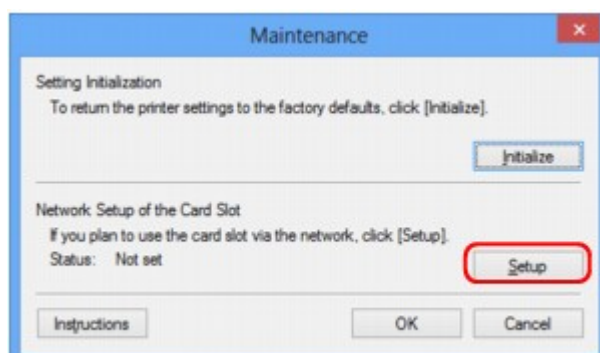 Maintenance
Setting Initialization
To return the printer settings to the factory defaults, click [Initialize].
Initialize
Network Setup of the Card Slot
If you plan to use the card slot via the network, click [Setup].
Status: Not set
Setup
Instructions OK Cancel